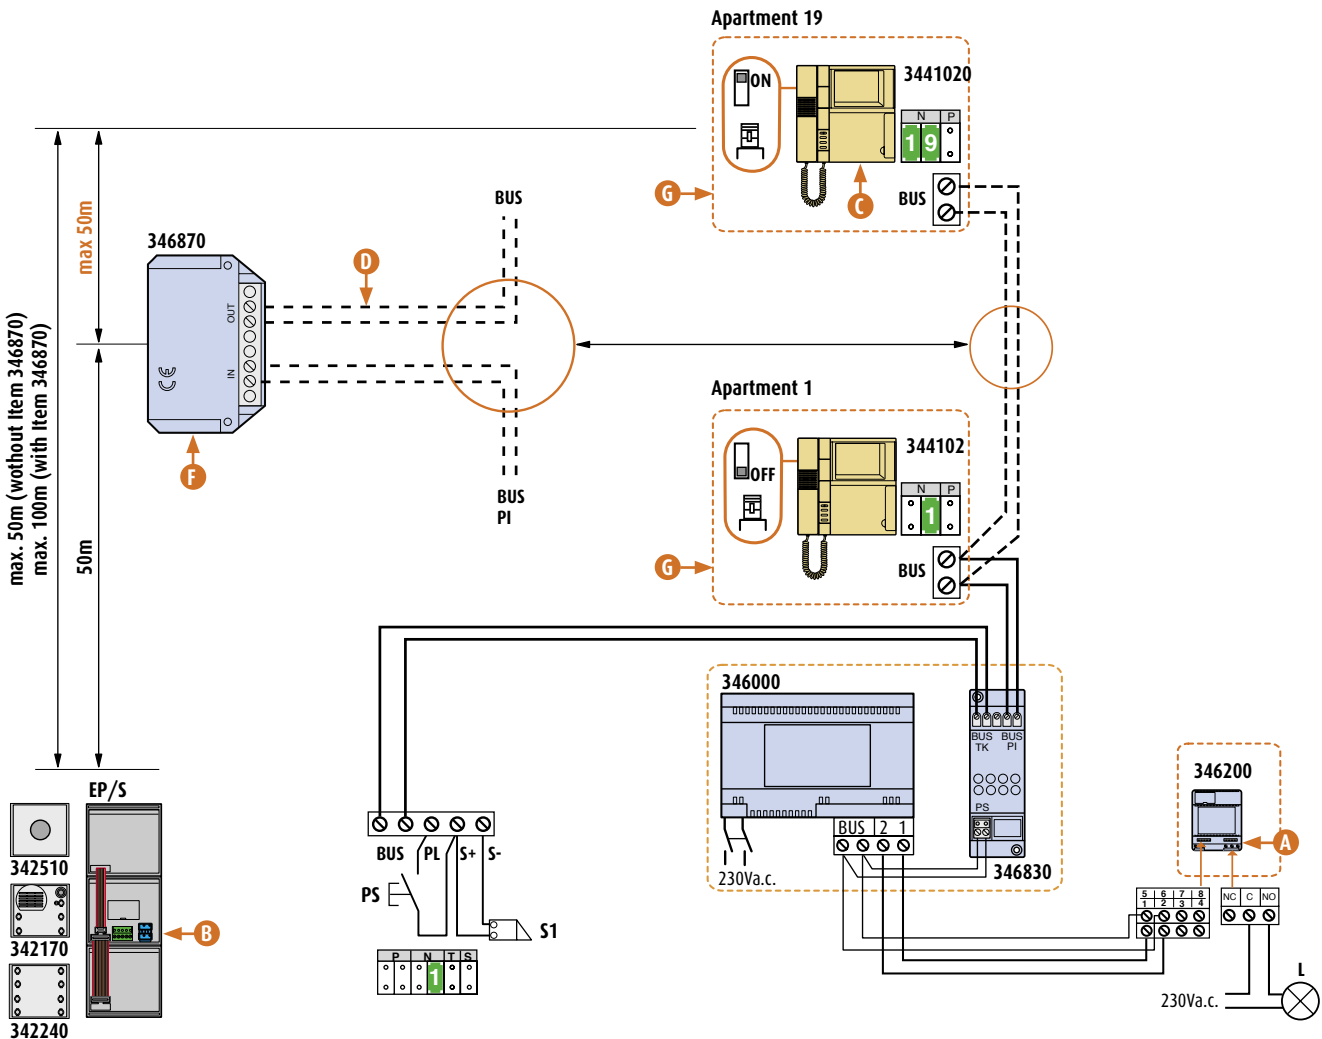 Apartment 19
ON
3441020
N P
1 9
BUS
G
C
max 50m
346870
OUT
IN
CE
F
D
BUS
BUS
PI
max. 50m (wothout Item 346870)
max. 100m (with Item 346870)
50m
Apartment 1
OFF
344102
N P
1
BUS
G
346000
BUS 2 1
230Va.c.
BUS BUS
TK PI
PS
346830
346200
A
5 6 7 8
1 2 3 4
NC C NO
L
230Va.c.
EP/S
342510
342170
342240
B
BUS PL S+ S-
PS
S1
P N T S
1